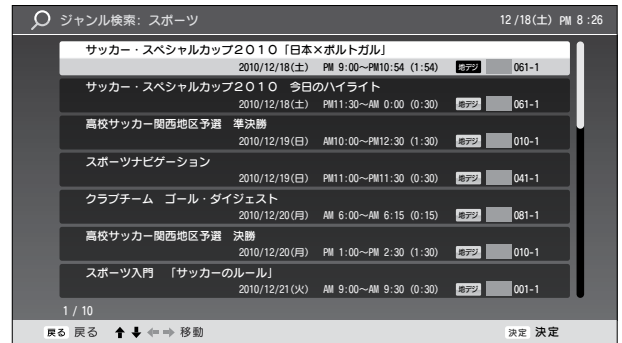 ジャンル検索: スポーツ 12/18(土) PM 8:26
サッカー・スペシャルカップ2010「日本×ポルトガル」
2010/12/18(土) PM 9:00～PM10:54 (1:54) 地デジ 061-1
サッカー・スペシャルカップ2010 今日のハイライト
2010/12/18(土) PM11:30～AM 0:00 (0:30) 地デジ 061-1
高校サッカー関西地区予選 準決勝
2010/12/19(日) AM10:00～PM12:30 (1:30) 地デジ 010-1
スポーツナビゲーション
2010/12/19(日) PM11:00～PM11:30 (0:30) 地デジ 041-1
クラブチーム ゴール・ダイジェスト
2010/12/20(月) AM 6:00～AM 6:15 (0:15) 地デジ 081-1
高校サッカー関西地区予選 決勝
2010/12/20(月) PM 1:00～PM 2:30 (1:30) 地デジ 010-1
スポーツ入門 「サッカーのルール」
2010/12/21(火) AM 9:00～AM 9:30 (0:30) 地デジ 001-1
1 / 10
戻る 戻る ↑ ↓ ← → 移動 決定 決定